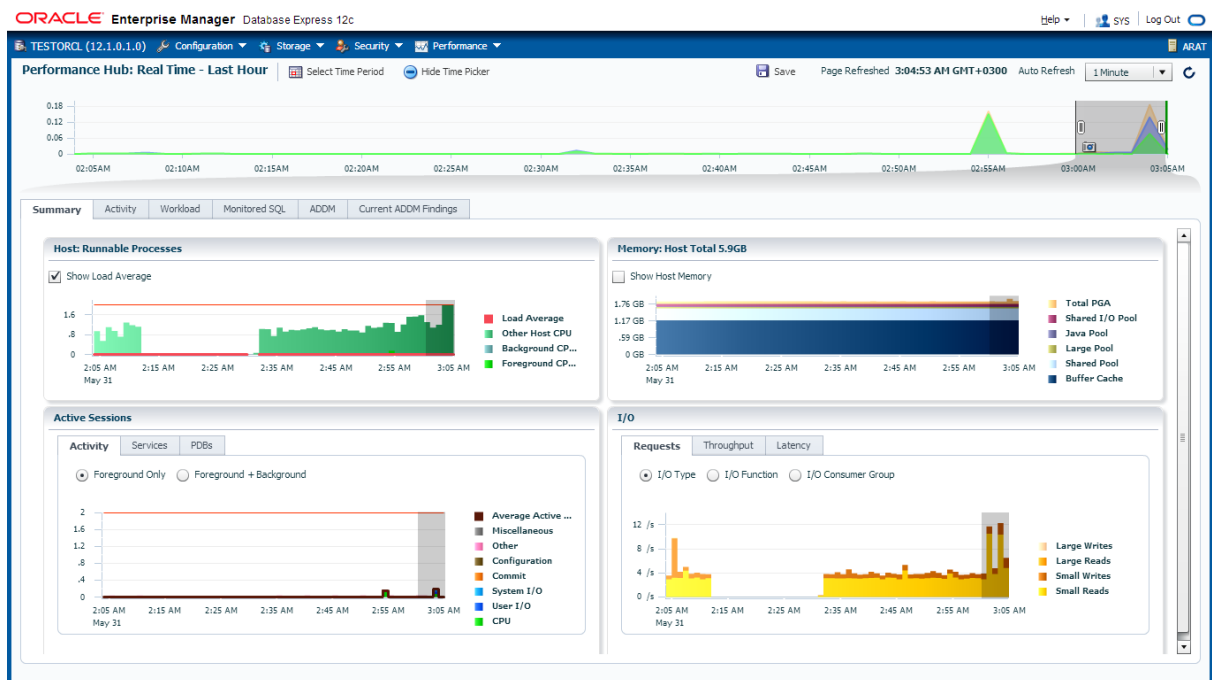 ORACLE Enterprise Manager Database Express 12c
Help SYS Log Out
TESTORCL (12.1.0.1.0) Configuration Storage Security Performance ARAT
Performance Hub: Real Time - Last Hour Select Time Period Hide Time Picker Save Page Refreshed 3:04:53 AM GMT+0300 Auto Refresh 1 Minute
0.18
0.12
0.06
0
02:05AM 02:10AM 02:15AM 02:20AM 02:25AM 02:30AM 02:35AM 02:40AM 02:45AM 02:50AM 02:55AM 03:00AM 03:05AM
Summary Activity Workload Monitored SQL ADDM Current ADDM Findings
Host: Runnable Processes
Show Load Average
1.6
.8
0
2:05 AM 2:15 AM 2:25 AM 2:35 AM 2:45 AM 2:55 AM 3:05 AM
May 31
Load Average
Other Host CPU
Background CP...
Foreground CP...
Memory: Host Total 5.9GB
Show Host Memory
1.76 GB
1.17 GB
.59 GB
0 GB
2:05 AM 2:15 AM 2:25 AM 2:35 AM 2:45 AM 2:55 AM 3:05 AM
May 31
Total PGA
Shared I/O Pool
Java Pool
Large Pool
Shared Pool
Buffer Cache
Active Sessions
Activity Services PDBs
Foreground Only Foreground + Background
2
1.6
1.2
.8
.4
0
2:05 AM 2:15 AM 2:25 AM 2:35 AM 2:45 AM 2:55 AM 3:05 AM
May 31
Average Active ...
Miscellaneous
Other
Configuration
Commit
System I/O
User I/O
CPU
I/O
Requests Throughput Latency
I/O Type I/O Function I/O Consumer Group
12 /s
8 /s
4 /s
0 /s
2:05 AM 2:15 AM 2:25 AM 2:35 AM 2:45 AM 2:55 AM 3:05 AM
May 31
Large Writes
Large Reads
Small Writes
Small Reads